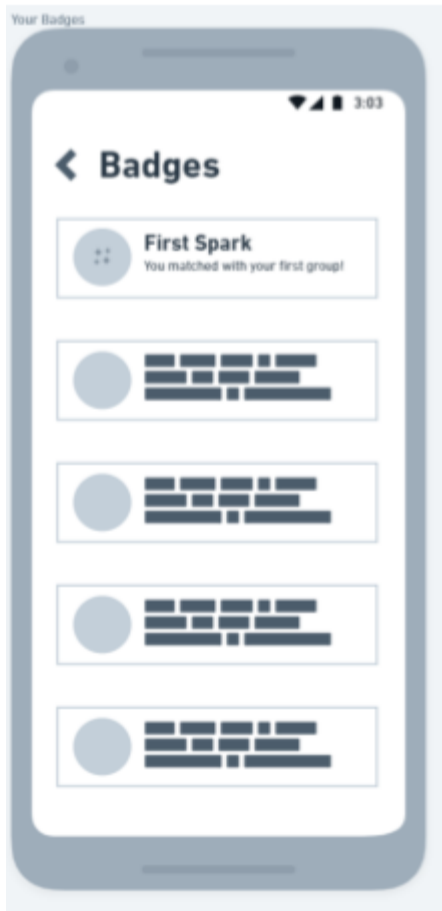 Your Badges
3:03
Badges
First Spark
You matched with your first group!